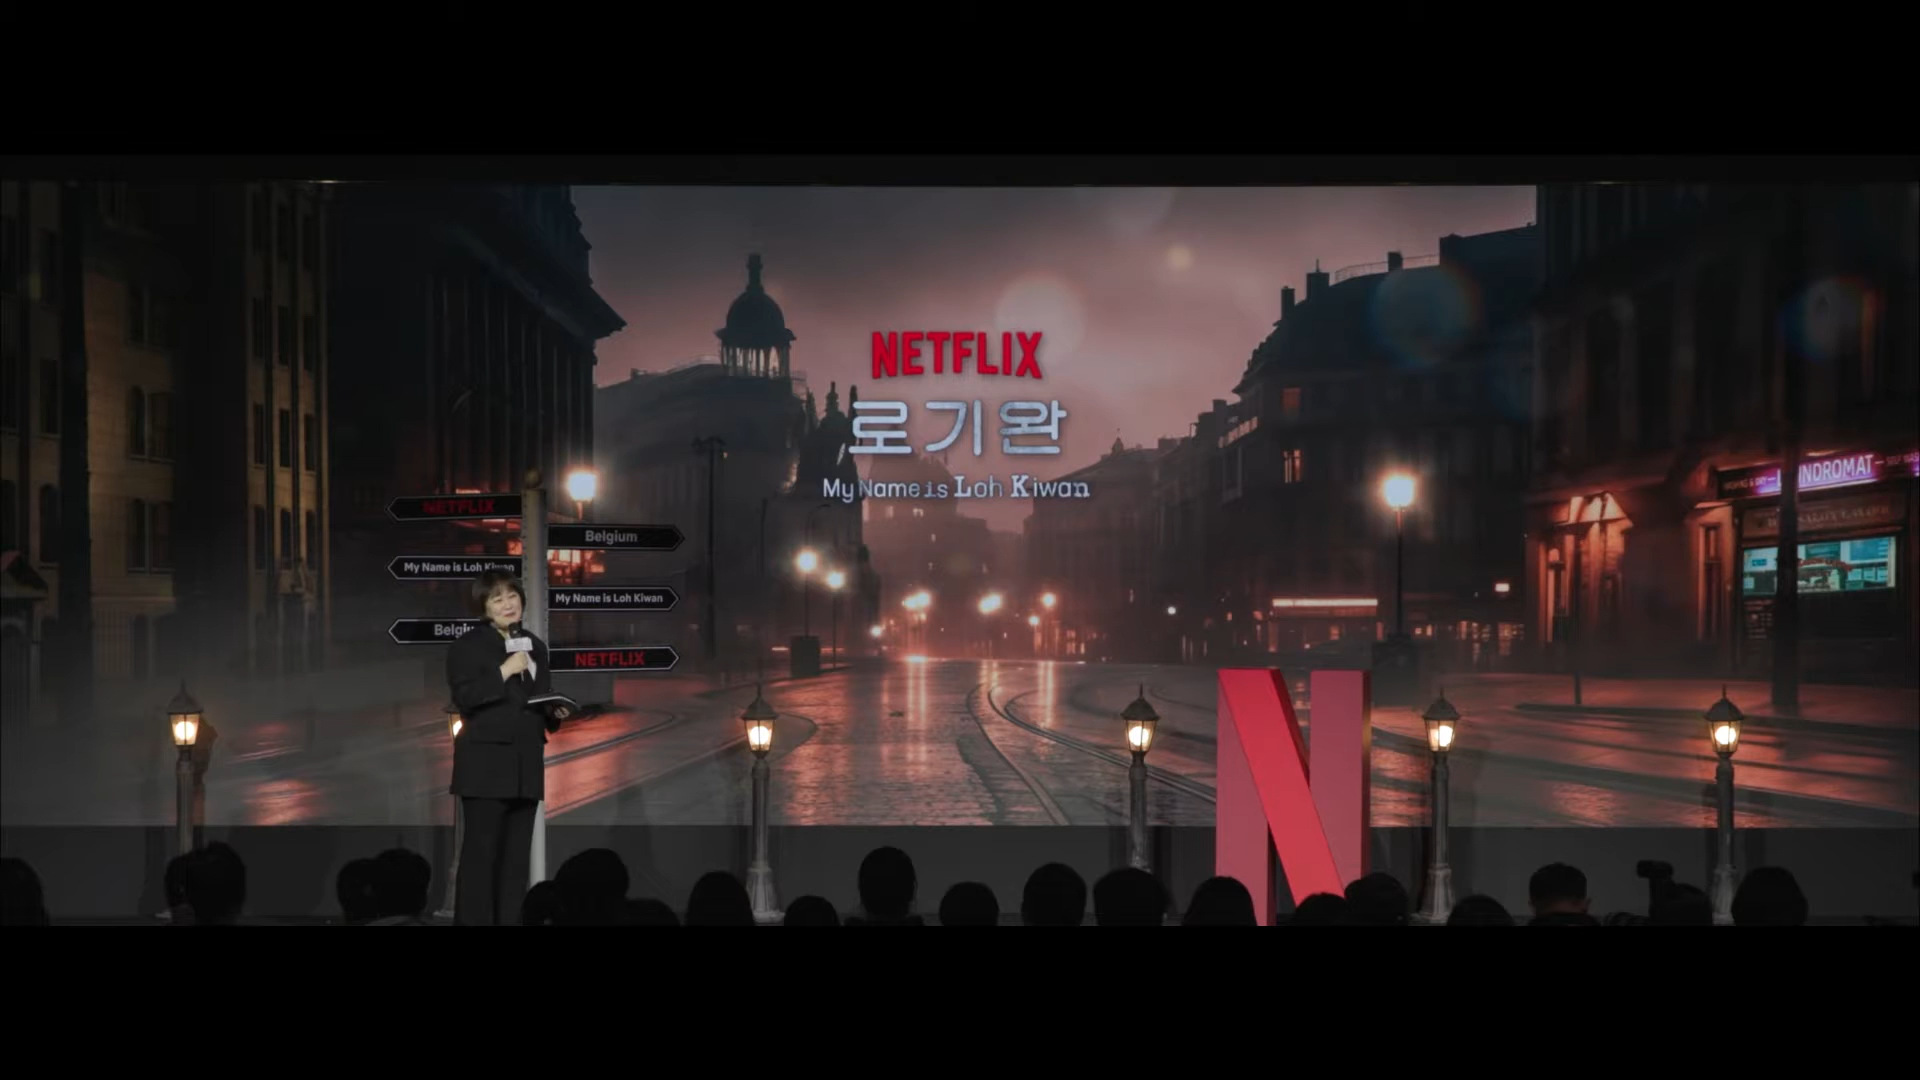 NETFLIX
로기완
My Name is Loh Kiwan
NETFLIX
Belgium
My Name is Loh Kiwan
My Name is Loh Kiwan
NETFLIX
LAUNDROMAT
N